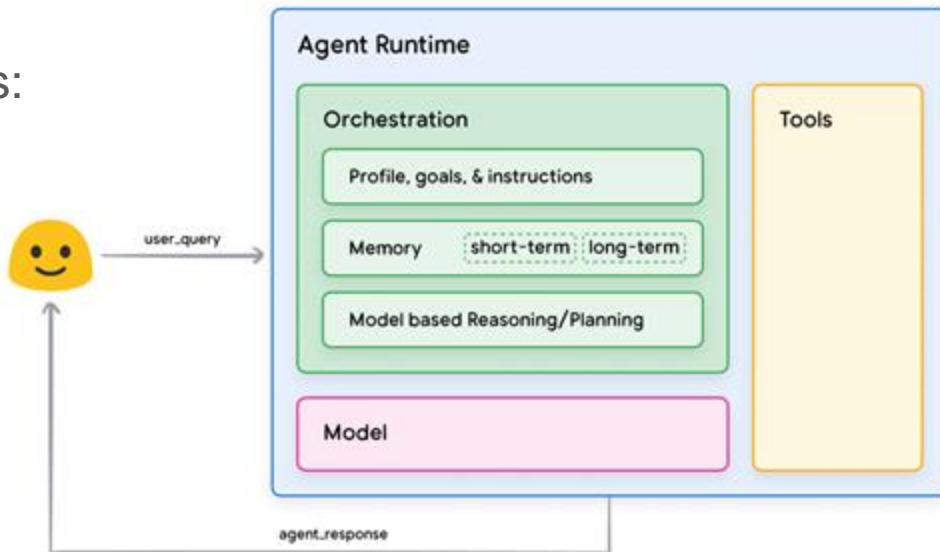 s:
Agent Runtime
Orchestration
Tools
Profile, goals, & instructions
user_query
Memory short-term long-term
Model based Reasoning/Planning
Model
agent_response